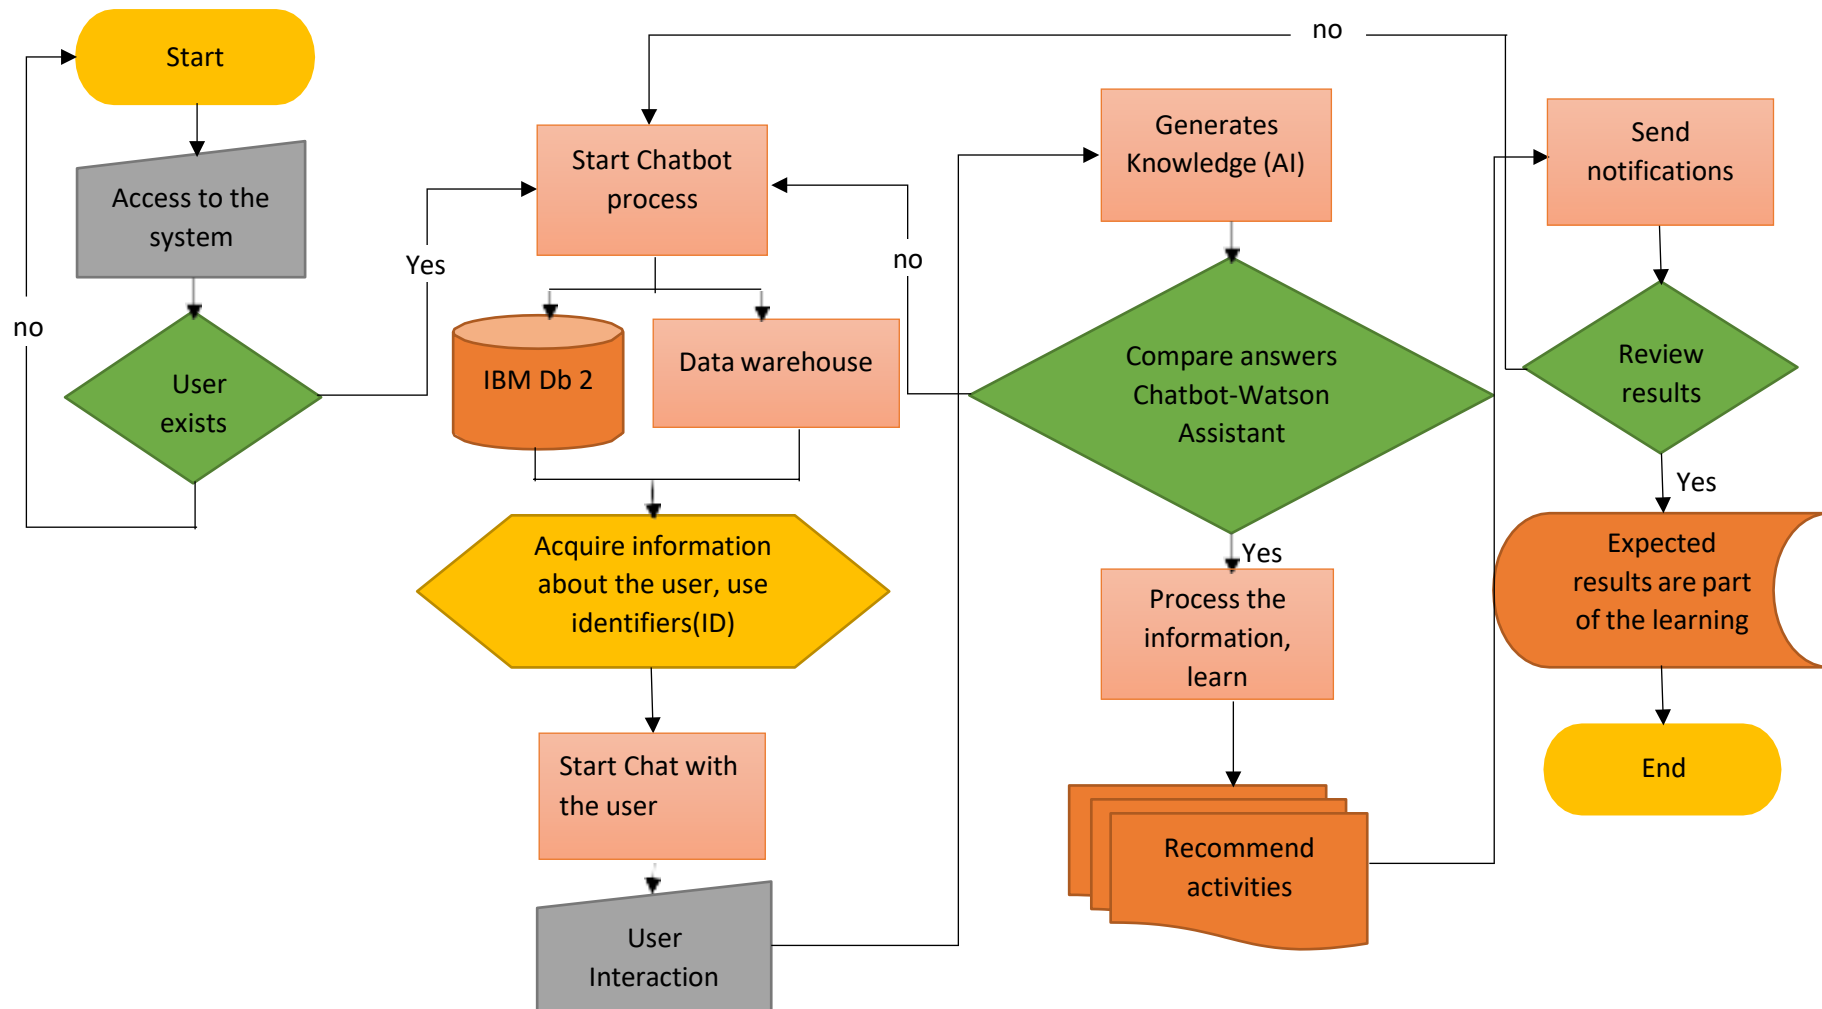 Start
Access to the
system
User
exists
no
Yes
Start Chatbot
process
IBM Db 2
Data warehouse
Acquire information
about the user, use
identifiers(ID)
Start Chat with
the user
User
Interaction
no
Generates
Knowledge (AI)
Compare answers
Chatbot-Watson
Assistant
Yes
Process the
information,
learn
Recommend
activities
no
Send
notifications
Review
results
Yes
Expected
results are part
of the learning
End